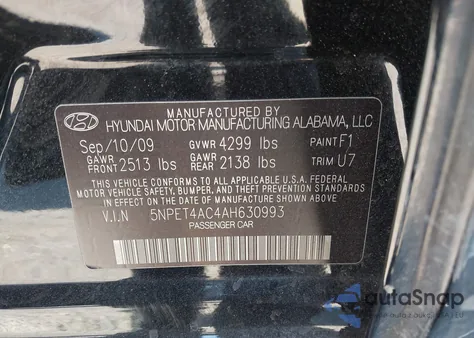 MANUFACTURED BY
HYUNDAI MOTOR MANUFACTURING ALABAMA, LLC
Sep/10/09 GVWR 4299 lbs PAINT F1
GAWR FRONT 2513 lbs GAWR REAR 2138 lbs TRIM U7
THIS VEHICLE CONFORMS TO ALL APPLICABLE U.S.A. FEDERAL
MOTOR VEHICLE SAFETY, BUMPER, AND THEFT PREVENTION STANDARDS
IN EFFECT ON THE DATE OF MANUFACTURE SHOWN ABOVE.
V.I.N 5NPET4AC4AH630993
PASSENGER CAR
autoSnap